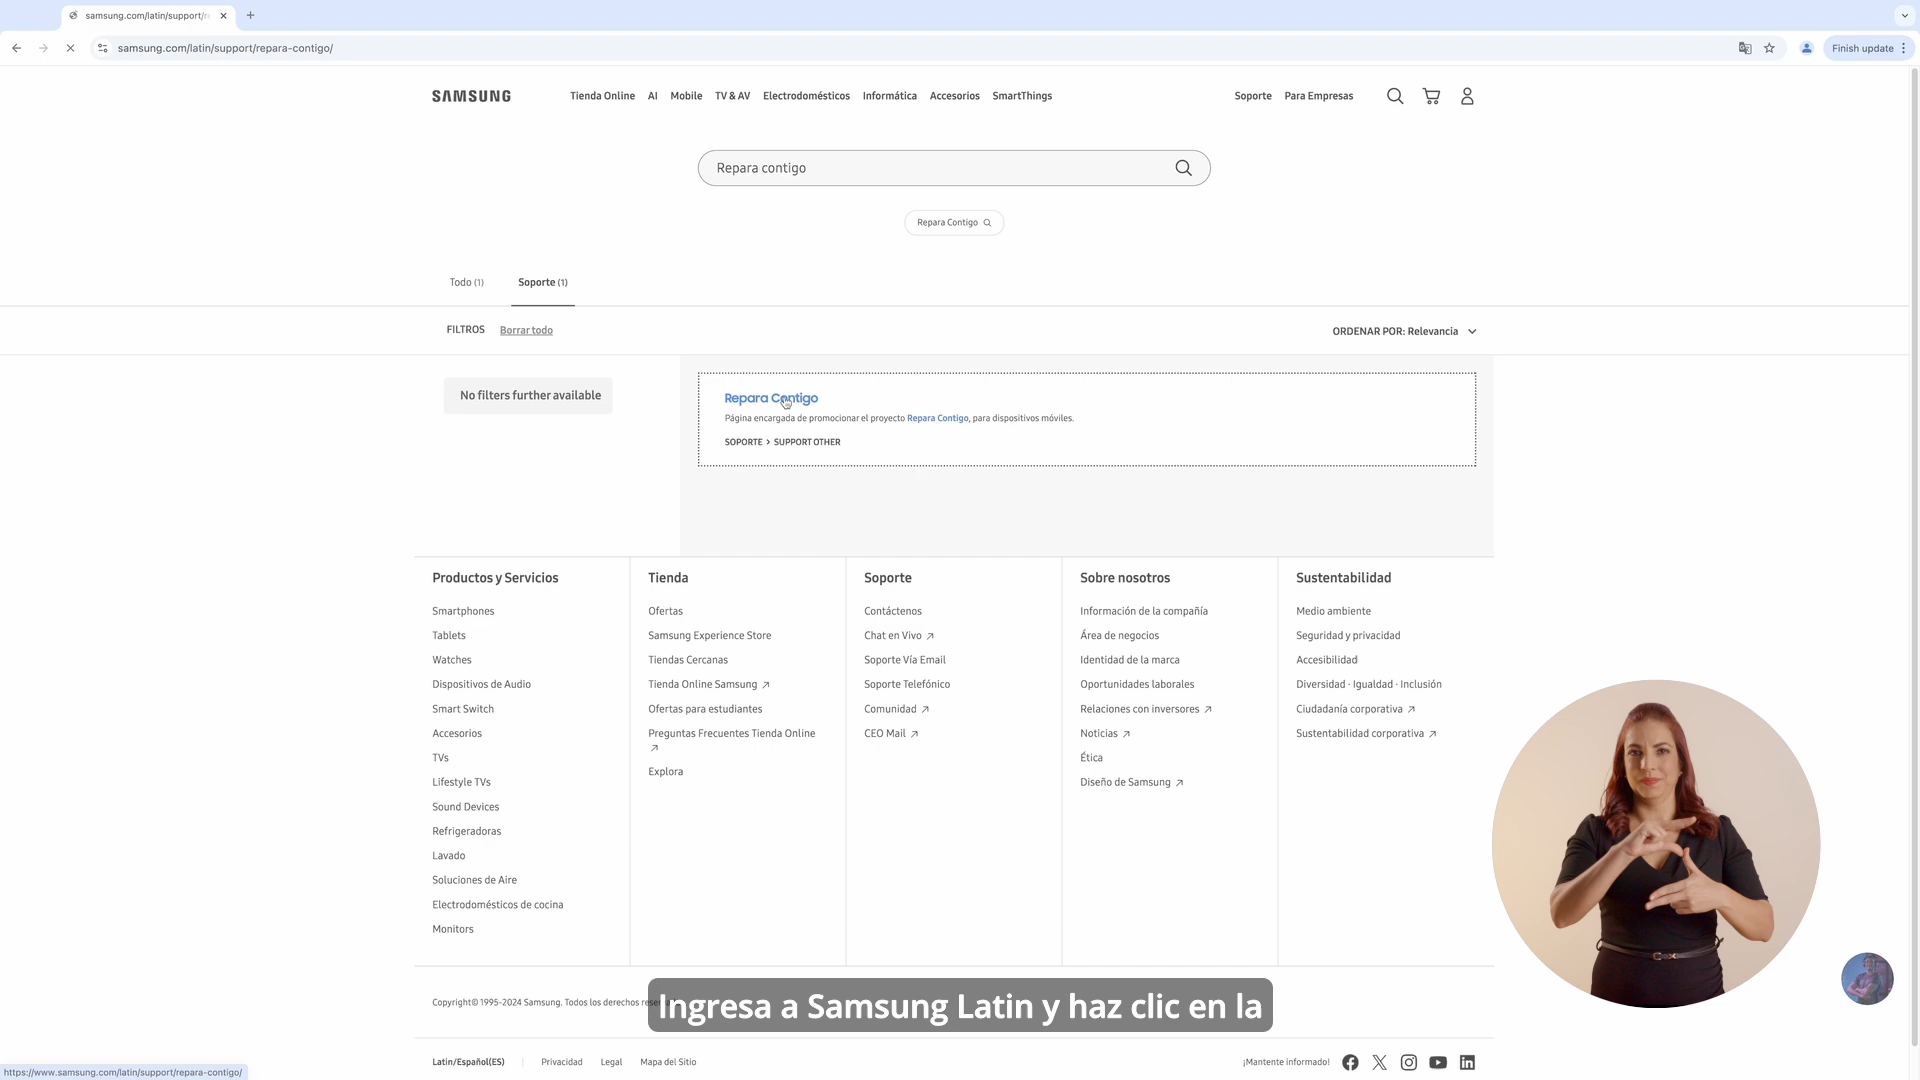 samsung.com/latin/support/r
samsung.com/latin/support/repara-contigo/
Finish update
SAMSUNG
Tienda Online AI Mobile TV & AV Electrodomésticos Informática Accesorios SmartThings
Soporte Para Empresas
Repara contigo
Repara Contigo
Todo (1) Soporte (1)
FILTROS Borrar todo
ORDENAR POR: Relevancia
No filters further available
Repara Contigo
Página encargada de promocionar el proyecto Repara Contigo, para dispositivos móviles.
SOPORTE > SUPPORT OTHER
Productos y Servicios
Smartphones
Tablets
Watches
Dispositivos de Audio
Smart Switch
Accesorios
TVs
Lifestyle TVs
Sound Devices
Refrigeradoras
Lavado
Soluciones de Aire
Electrodomésticos de cocina
Monitors
Tienda
Ofertas
Samsung Experience Store
Tiendas Cercanas
Tienda Online Samsung
Ofertas para estudiantes
Preguntas Frecuentes Tienda Online
Explora
Soporte
Contáctenos
Chat en Vivo
Soporte Vía Email
Soporte Telefónico
Comunidad
CEO Mail
Sobre nosotros
Información de la compañía
Área de negocios
Identidad de la marca
Oportunidades laborales
Relaciones con inversores
Noticias
Ética
Diseño de Samsung
Sustentabilidad
Medio ambiente
Seguridad y privacidad
Accesibilidad
Diversidad · Igualdad · Inclusión
Ciudadanía corporativa
Sustentabilidad corporativa
Copyright© 1995-2024 Samsung. Todos los derechos
Ingresa a Samsung Latin y haz clic en la
Latin/Español(ES) Privacidad Legal Mapa del Sitio
¡Mantente informado!
https://www.samsung.com/latin/support/repara-contigo/